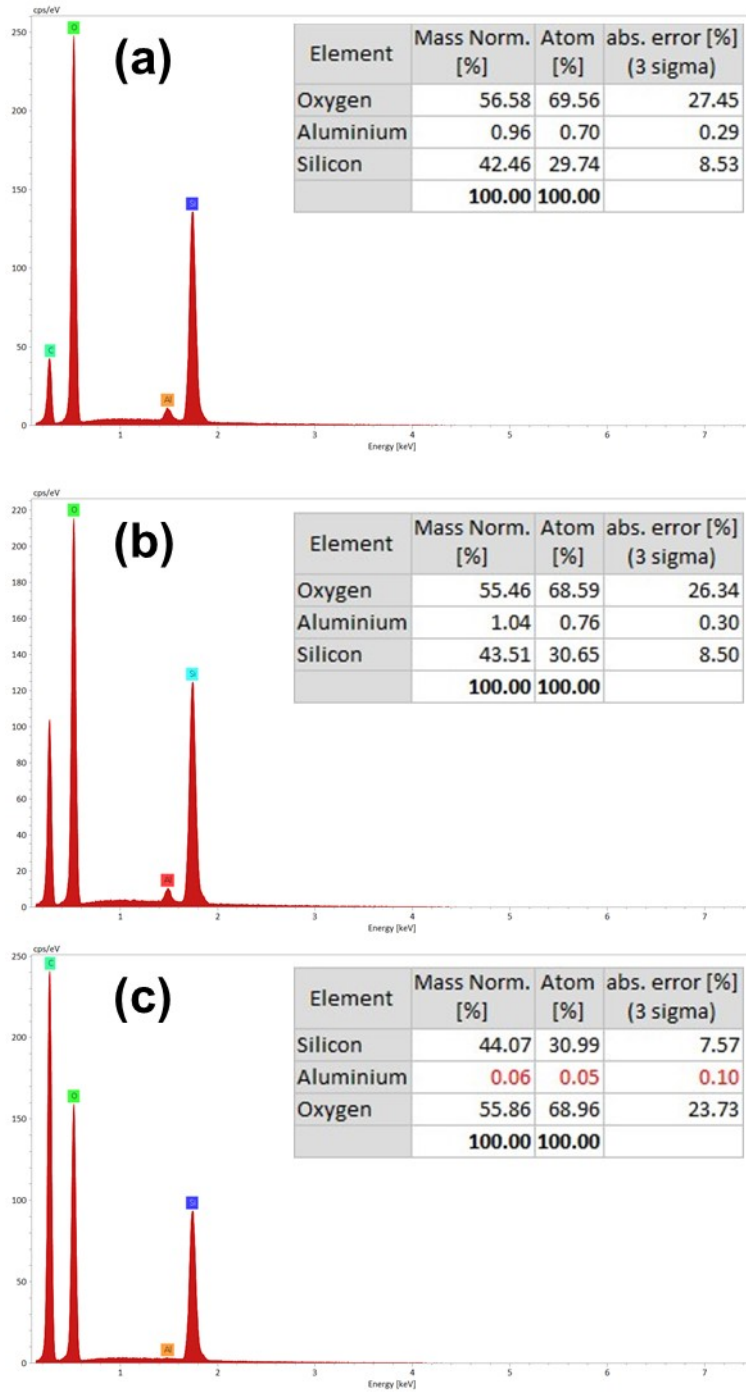 cps/eV
(a)
Element Mass Norm. [%] Atom [%] abs. error [%] (3 sigma)
Oxygen 56.58 69.56 27.45
Aluminium 0.96 0.70 0.29
Silicon 42.46 29.74 8.53
100.00 100.00
250
200
150
100
50
0
O
Si
C
Al
1 2 3 4 5 6 7
Energy [keV]
cps/eV
(b)
Element Mass Norm. [%] Atom [%] abs. error [%] (3 sigma)
Oxygen 55.46 68.59 26.34
Aluminium 1.04 0.76 0.30
Silicon 43.51 30.65 8.50
100.00 100.00
220
200
180
160
140
120
100
80
60
40
20
0
O
Si
Al
1 2 3 4 5 6 7
Energy [keV]
cps/eV
(c)
Element Mass Norm. [%] Atom [%] abs. error [%] (3 sigma)
Silicon 44.07 30.99 7.57
Aluminium 0.06 0.05 0.10
Oxygen 55.86 68.96 23.73
100.00 100.00
250
200
150
100
50
0
C
O
Si
Al
1 2 3 4 5 6 7
Energy [keV]